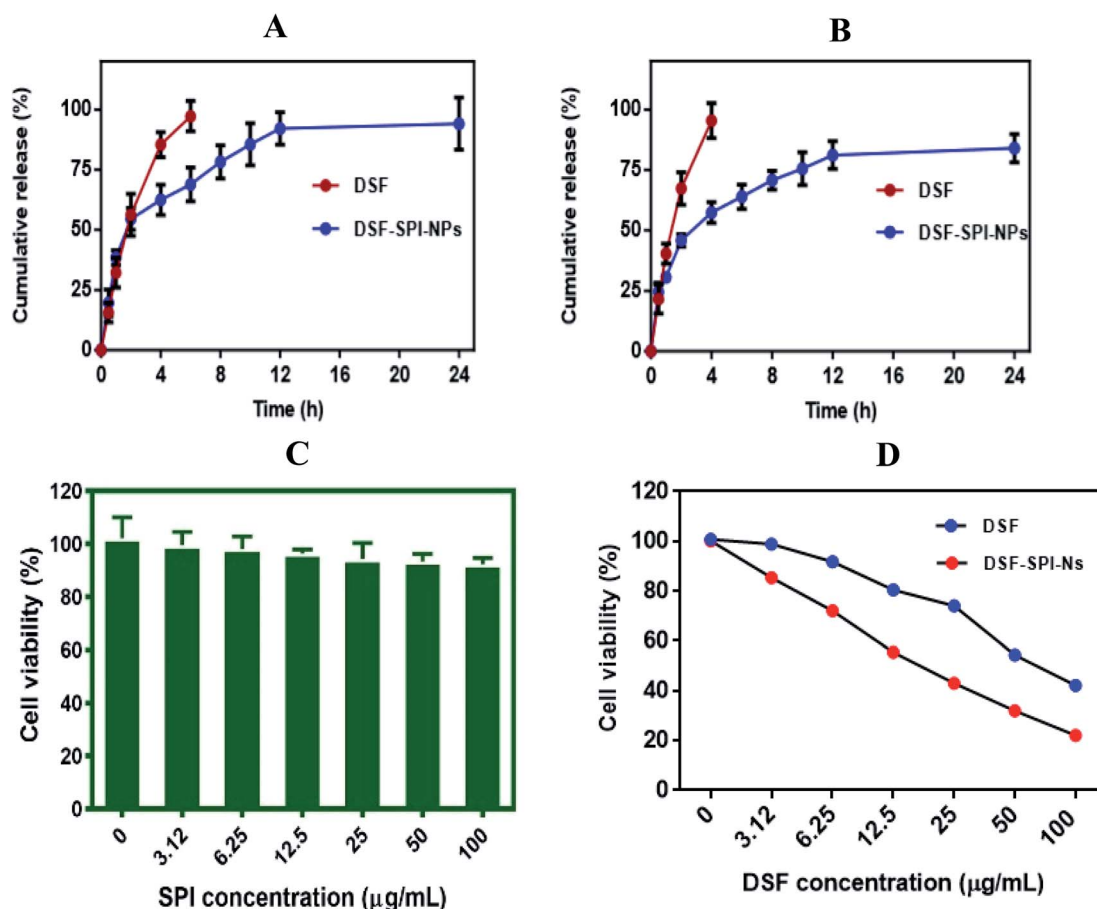 A
Cumulative release (%)
100
75
50
25
0
DSF
DSF-SPI-NPs
0 4 8 12 16 20 24
Time (h)
B
Cumulative release (%)
100
75
50
25
0
DSF
DSF-SPI-NPs
0 4 8 12 16 20 24
Time (h)
C
Cell viability (%)
120
100
80
60
40
20
0
0 3.12 6.25 12.5 25 50 100
SPI concentration (μg/mL)
D
Cell viability (%)
120
100
80
60
40
20
0
DSF
DSF-SPI-Ns
0 3.12 6.25 12.5 25 50 100
DSF concentration (μg/mL)